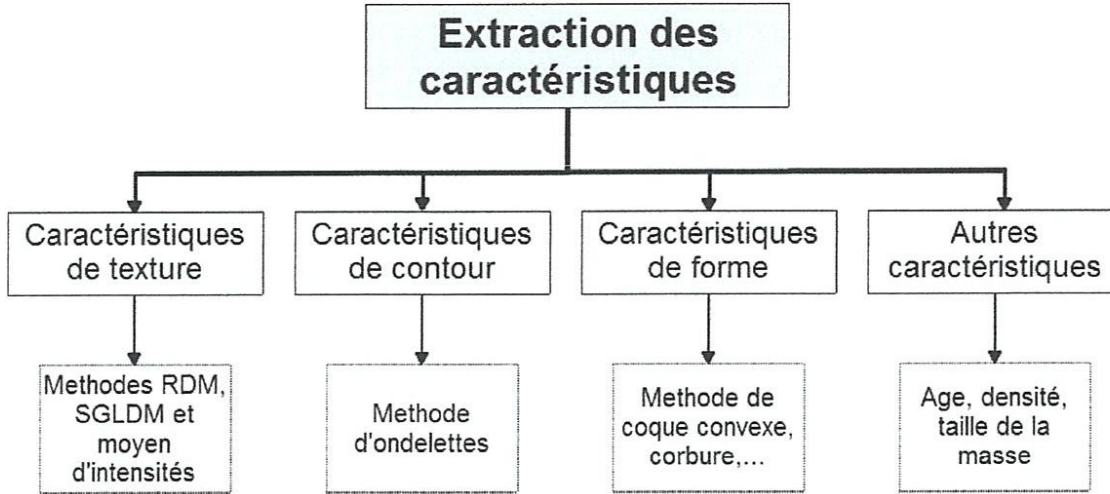 Extraction des
caractéristiques
Caractéristiques
de texture
Caractéristiques
de contour
Caractéristiques
de forme
Autres
caractéristiques
Methodes RDM,
SGLDM et
moyen
d'intensités
Methode
d'ondelettes
Methode de
coque convexe,
corbure,...
Age, densité,
taille de la
masse